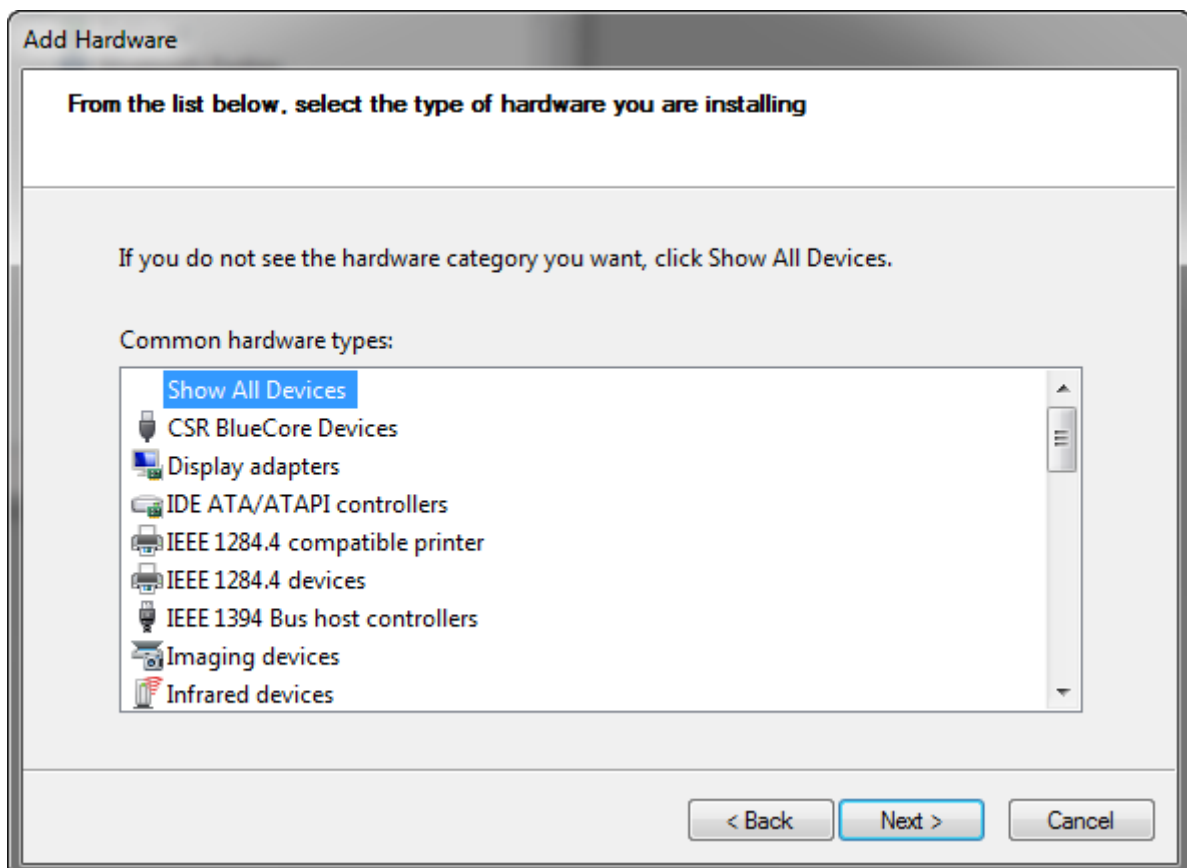 Add Hardware
From the list below, select the type of hardware you are installing
If you do not see the hardware category you want, click Show All Devices.
Common hardware types:
Show All Devices
CSR BlueCore Devices
Display adapters
IDE ATA/ATAPI controllers
IEEE 1284.4 compatible printer
IEEE 1284.4 devices
IEEE 1394 Bus host controllers
Imaging devices
Infrared devices
< Back Next > Cancel